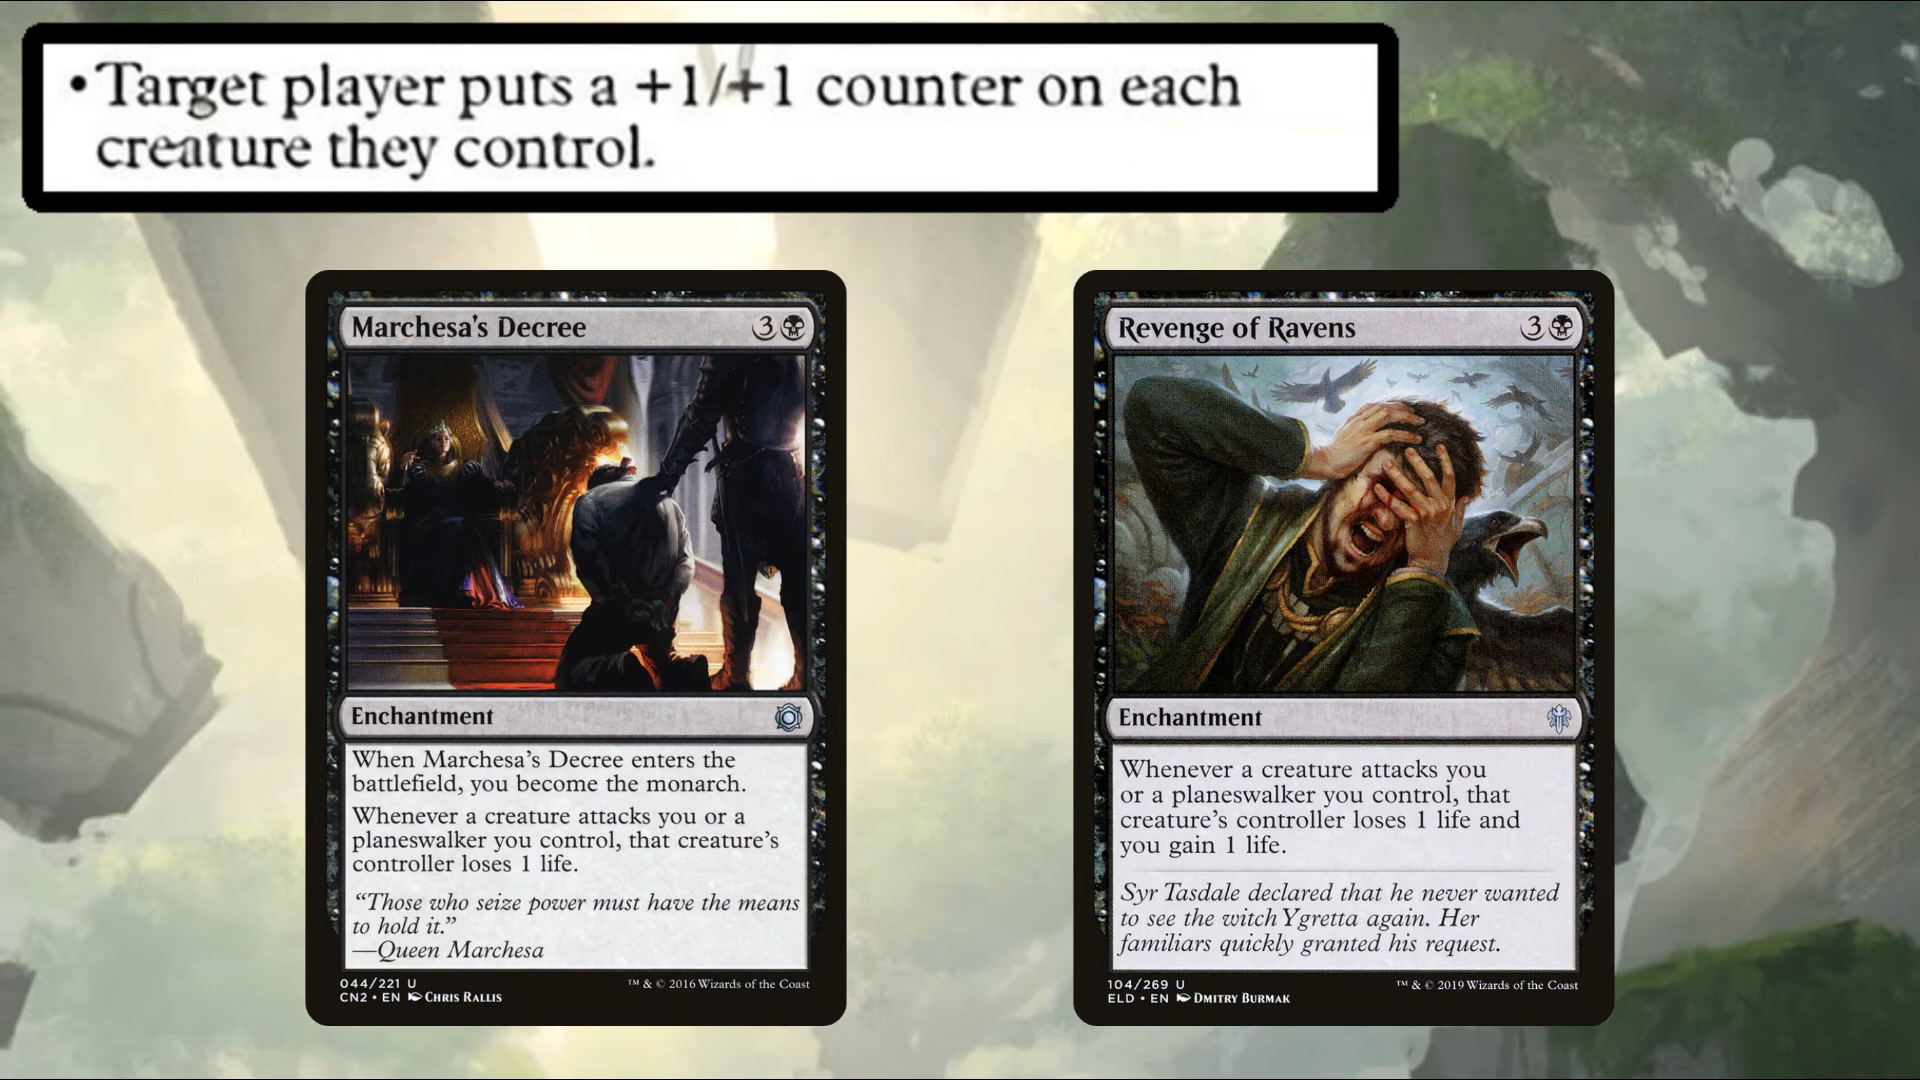 •Target player puts a +1/+1 counter on each
creature they control.
Marchesa's Decree 3
Enchantment
When Marchesa's Decree enters the
battlefield, you become the monarch.
Whenever a creature attacks you or a
planeswalker you control, that creature's
controller loses 1 life.
"Those who seize power must have the means
to hold it."
—Queen Marchesa
044/221 U
CN2 • EN Chris Rallis
™ & © 2016 Wizards of the Coast
Revenge of Ravens 3
Enchantment
Whenever a creature attacks you
or a planeswalker you control, that
creature's controller loses 1 life and
you gain 1 life.
Syr Tasdale declared that he never wanted
to see the witch Ygretta again. Her
familiars quickly granted his request.
104/269 U
ELD • EN Dmitry Burmak
™ & © 2019 Wizards of the Coast